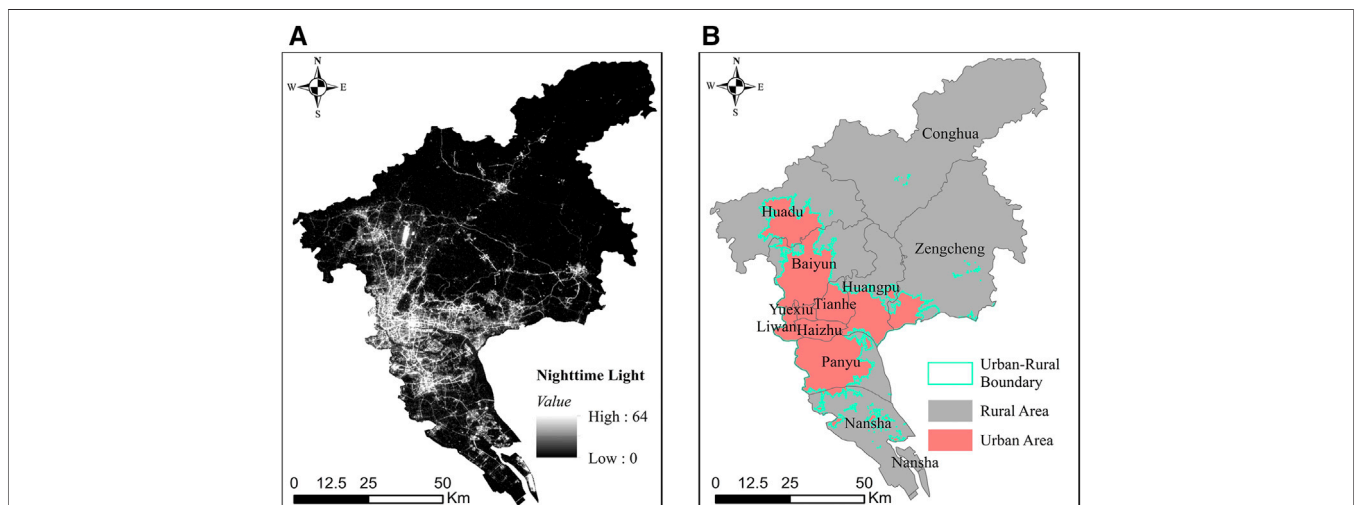 A
N
W
E
S
Nighttime Light
Value
High : 64
Low : 0
0 12.5 25 50
Km
B
N
W
E
S
Conghua
Huadu
Zengcheng
Baiyun
Huangpu
Tianhe
Yuexiu
Liwan
Haizhu
Panyu
Nansha
Nansha
Urban-Rural
Boundary
Rural Area
Urban Area
0 12.5 25 50
Km